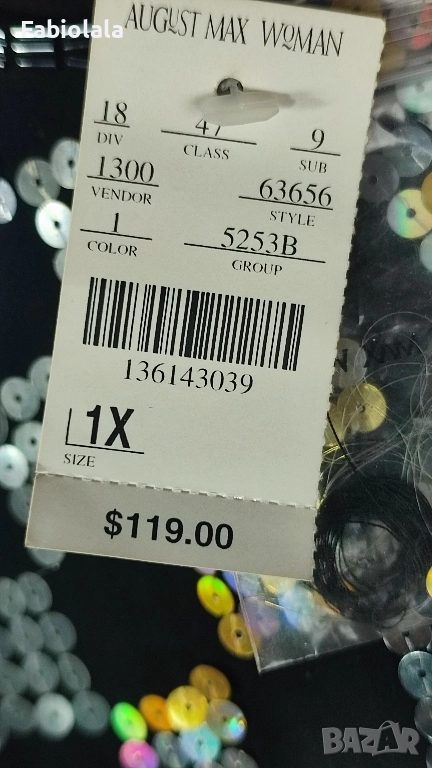 Fabiolala
AUGUST MAX WOMAN
18 47 9
DIV CLASS SUB
1300 63656
VENDOR STYLE
1 5253B
COLOR GROUP
136143039
1X
SIZE
$119.00
BAZAR